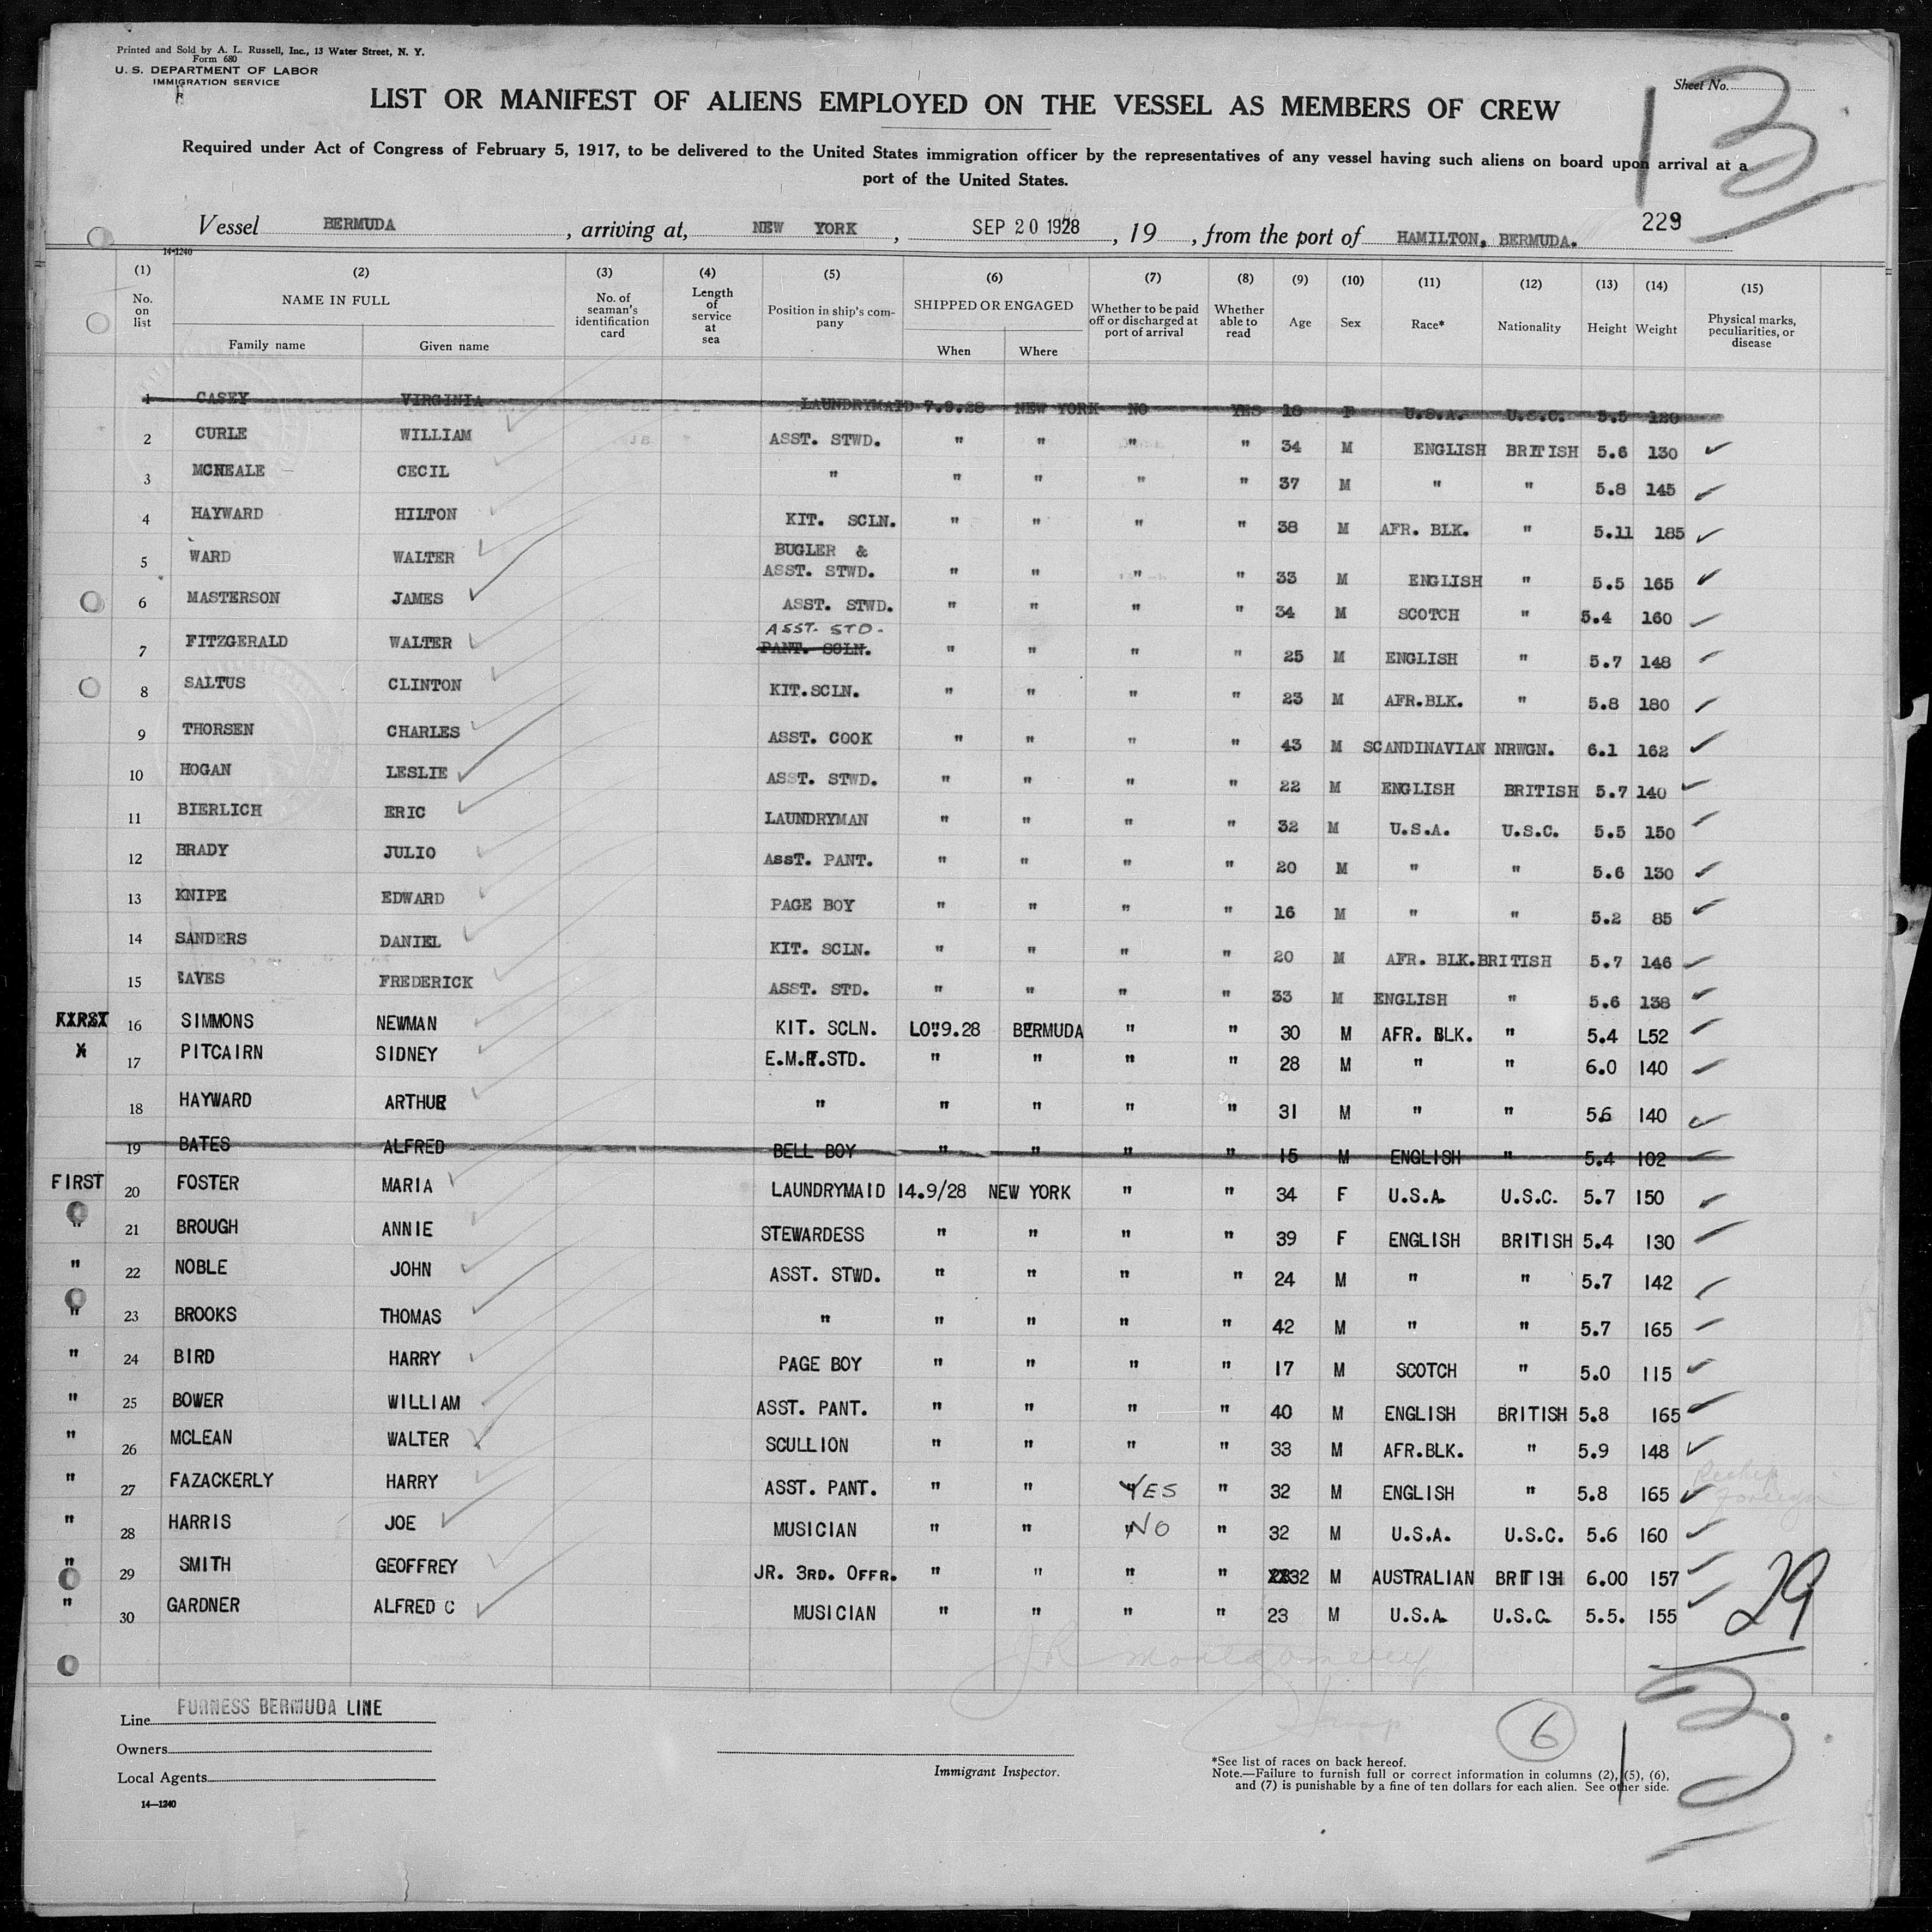 Printed and Sold by A. L. Russell, Inc., 13 Water Street, N. Y.
Form 680
U. S. DEPARTMENT OF LABOR
IMMIGRATION SERVICE
Sheet No.
13
LIST OR MANIFEST OF ALIENS EMPLOYED ON THE VESSEL AS MEMBERS OF CREW
Required under Act of Congress of February 5, 1917, to be delivered to the United States immigration officer by the representatives of any vessel having such aliens on board upon arrival at a
port of the United States.
229
Vessel BERMUDA, arriving at, NEW YORK, SEP 20 1928, 19, from the port of HAMILTON, BERMUDA.
14-1240
(1) (2) (3) (4) (5) (6) (7) (8) (9) (10) (11) (12) (13) (14) (15)
No. on list NAME IN FULL Family name Given name No. of seaman's identification card Length of service at sea Position in ship's company SHIPPED OR ENGAGED When Where Whether to be paid off or discharged at port of arrival Whether able to read Age Sex Race* Nationality Height Weight Physical marks, peculiarities, or disease
1 CASEY VIRGINIA LAUNDRYMAID 7.9.28 NEW YORK NO YES 18 F U.S.A. U.S.C. 5.5 120
2 CURLE WILLIAM ASST. STWD. " " " " 34 M ENGLISH BRITISH 5.6 130
3 MCNEALE CECIL " " " " " 37 M " " 5.8 145
4 HAYWARD HILTON KIT. SCLN. " " " " 38 M AFR. BLK. " 5.11 185
5 WARD WALTER BUGLER & ASST. STWD. " " " " 33 M ENGLISH " 5.5 165
6 MASTERSON JAMES ASST. STWD. " " " " 34 M SCOTCH " 5.4 160
ASST. STD.
7 FITZGERALD WALTER PANT. SCLN. " " " " 25 M ENGLISH " 5.7 148
8 SALTUS CLINTON KIT.SCLN. " " " " 23 M AFR.BLK. " 5.8 180
9 THORSEN CHARLES ASST. COOK " " " " 43 M SCANDINAVIAN NRWGN. 6.1 162
10 HOGAN LESLIE ASST. STWD. " " " " 22 M ENGLISH BRITISH 5.7 140
11 BIERLICH ERIC LAUNDRYMAN " " " " 32 M U.S.A. U.S.C. 5.5 150
12 BRADY JULIO AssT. PANT. " " " " 20 M " " 5.6 130
13 KNIPE EDWARD PAGE BOY " " " " 16 M " " 5.2 85
14 SANDERS DANIEL KIT. SCLN. " " " " 20 M AFR. BLK. BRITISH 5.7 146
15 EAVES FREDERICK ASST. STD. " " " " 33 M ENGLISH " 5.6 138
FIRST 16 SIMMONS NEWMAN KIT. SCLN. L0.9.28 BERMUDA " " 30 M AFR. BLK. " 5.4 L52
17 PITCAIRN SIDNEY E.M.R.STD. " " " " 28 M " " 6.0 140
18 HAYWARD ARTHUR " " " " " 31 M " " 56 140
19 BATES ALFRED BELL BOY " " " " 15 M ENGLISH " 5.4 102
FIRST 20 FOSTER MARIA LAUNDRYMAID 14.9/28 NEW YORK " " 34 F U.S.A. U.S.C. 5.7 150
" 21 BROUGH ANNIE STEWARDESS " " " " 39 F ENGLISH BRITISH 5.4 130
" 22 NOBLE JOHN ASST. STWD. " " " " 24 M " " 5.7 142
" 23 BROOKS THOMAS " " " " " 42 M " " 5.7 165
" 24 BIRD HARRY PAGE BOY " " " " 17 M SCOTCH " 5.0 115
" 25 BOWER WILLIAM ASST. PANT. " " " " 40 M ENGLISH BRITISH 5.8 165
" 26 MCLEAN WALTER SCULLION " " " " 33 M AFR.BLK. " 5.9 148
" 27 FAZACKERLY HARRY ASST. PANT. " " YES " 32 M ENGLISH " 5.8 165
" 28 HARRIS JOE MUSICIAN " " NO " 32 M U.S.A. U.S.C. 5.6 160
" 29 SMITH GEOFFREY JR. 3RD. OFFR. " " " " 32 M AUSTRALIAN BRITISH 6.00 157
" 30 GARDNER ALFRED C MUSICIAN " " " " 23 M U.S.A. U.S.C. 5.5. 155
29
J R Montgomery
Line FURNESS BERMUDA LINE
Owners
Local Agents
14—1240
Immigrant Inspector.
6
*See list of races on back hereof.
Note.—Failure to furnish full or correct information in columns (2), (5), (6),
and (7) is punishable by a fine of ten dollars for each alien. See other side.